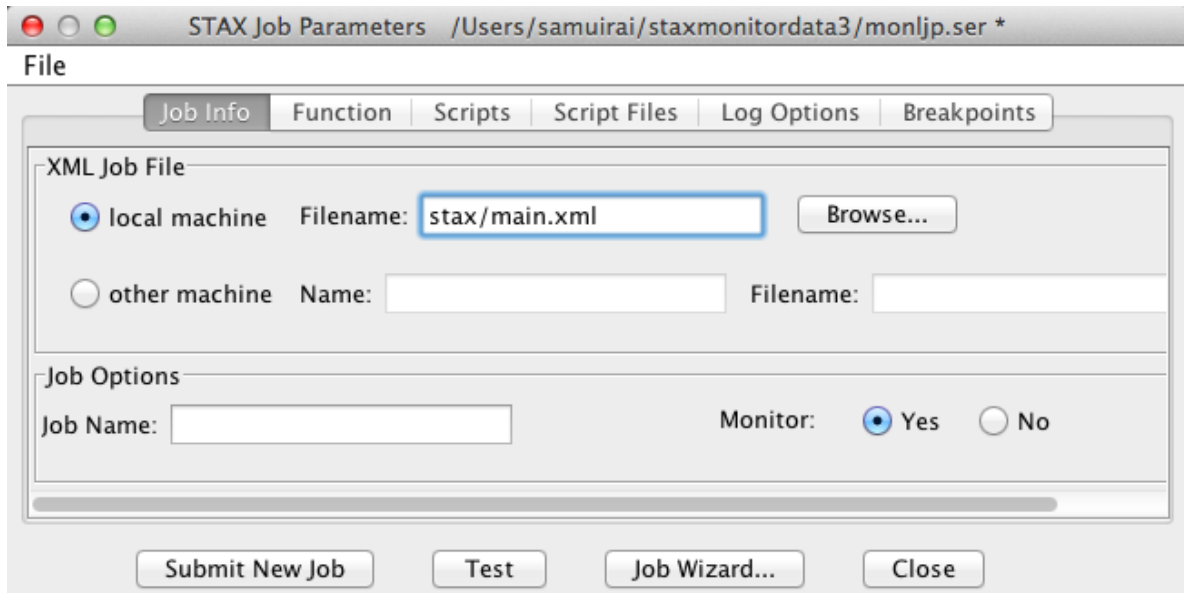 STAX Job Parameters /Users/samuirai/staxmonitordata3/monljp.ser *
File
Job Info Function Scripts Script Files Log Options Breakpoints
XML Job File
local machine Filename: stax/main.xml Browse...
other machine Name: Filename:
Job Options
Job Name: Monitor: Yes No
Submit New Job Test Job Wizard... Close